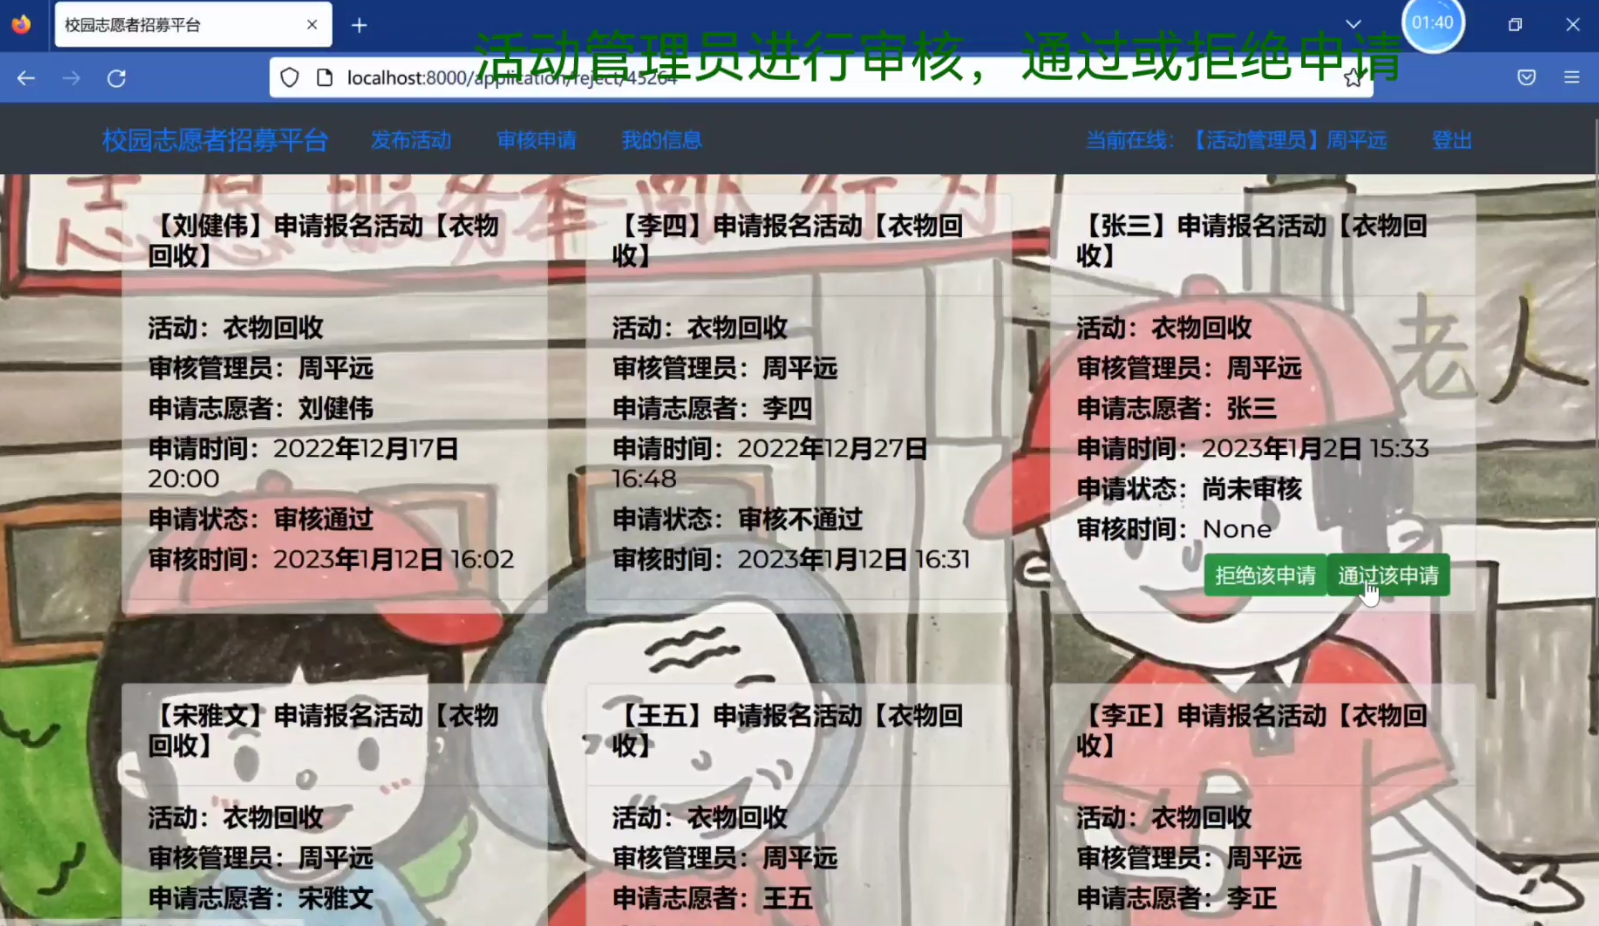 校园志愿者招募平台
01:40
活动管理员进行审核，通过或拒绝申请
localhost:8000/application/reject/45264
校园志愿者招募平台 发布活动 审核申请 我的信息 当前在线：【活动管理员】周平远 登出
志愿服务 行为
老人
【刘健伟】申请报名活动【衣物
回收】
活动：衣物回收
审核管理员：周平远
申请志愿者：刘健伟
申请时间：2022年12月17日
20:00
申请状态：审核通过
审核时间：2023年1月12日 16:02
【李四】申请报名活动【衣物回
收】
活动：衣物回收
审核管理员：周平远
申请志愿者：李四
申请时间：2022年12月27日
16:48
申请状态：审核不通过
审核时间：2023年1月12日 16:31
【张三】申请报名活动【衣物回
收】
活动：衣物回收
审核管理员：周平远
申请志愿者：张三
申请时间：2023年1月2日 15:33
申请状态：尚未审核
审核时间：None
拒绝该申请 通过该申请
【宋雅文】申请报名活动【衣物
回收】
活动：衣物回收
审核管理员：周平远
申请志愿者：宋雅文
【王五】申请报名活动【衣物回
收】
活动：衣物回收
审核管理员：周平远
申请志愿者：王五
【李正】申请报名活动【衣物回
收】
活动：衣物回收
审核管理员：周平远
申请志愿者：李正